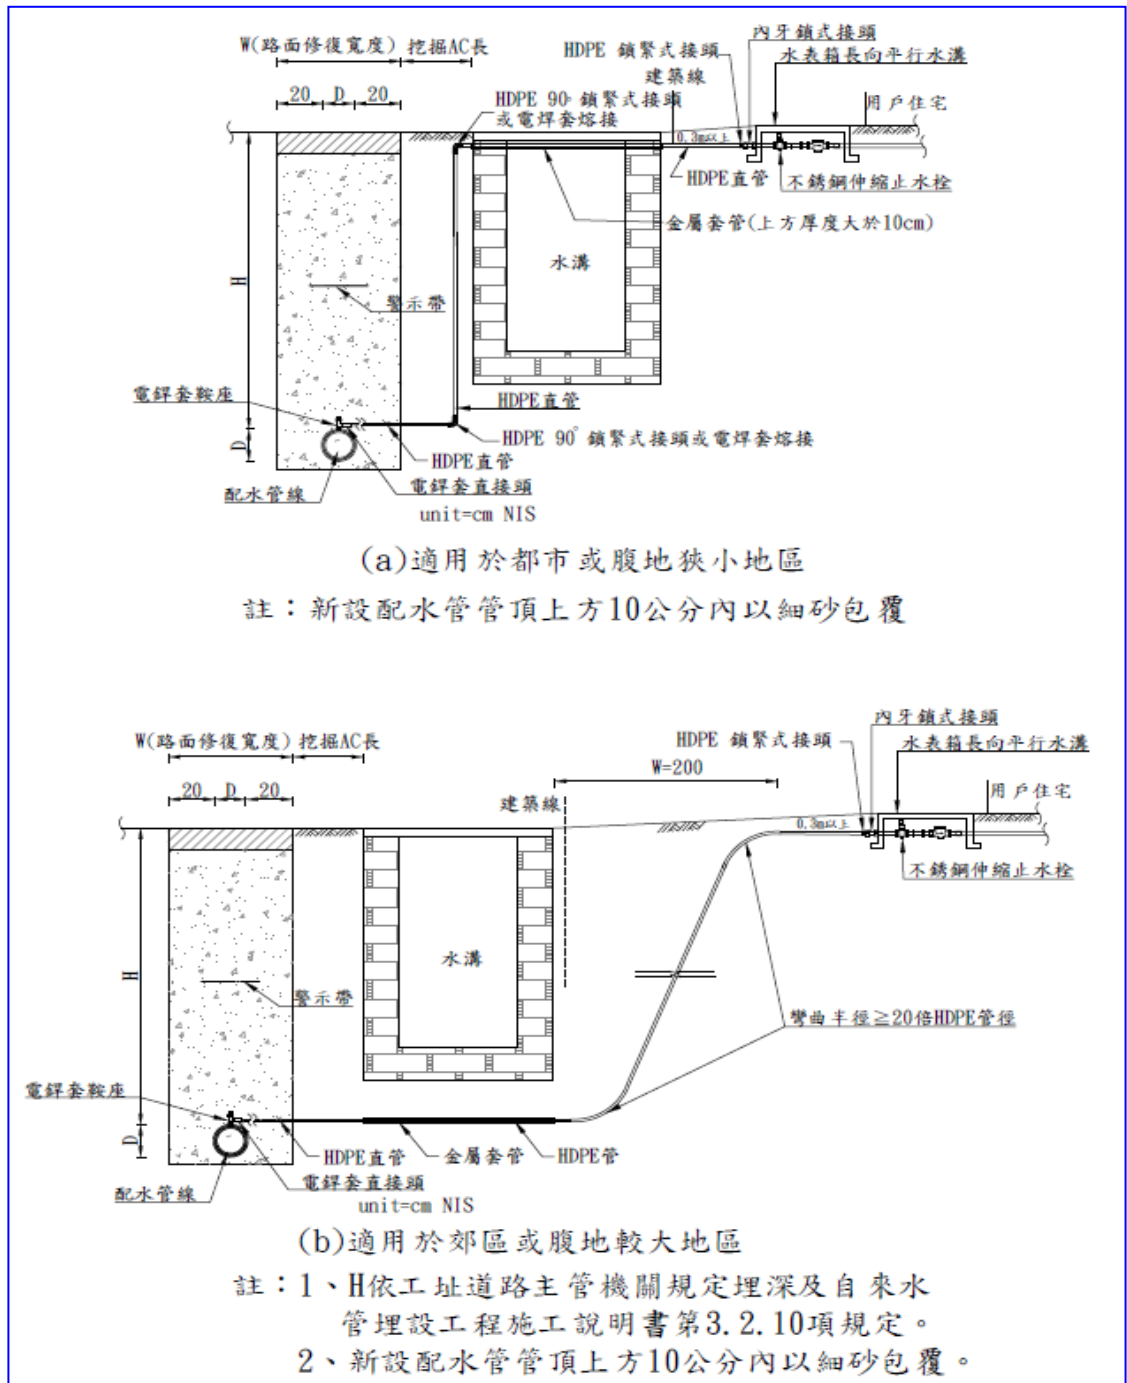 W(路面修復寬度) 挖掘AC長
HDPE 鎖緊式接頭
內牙鎖式接頭
水表箱長向平行水溝
建築線
用戶住宅
20 D 20
HDPE 90° 鎖緊式接頭
或電焊套熔接
0.3m以上
HDPE直管
不銹鋼伸縮止水栓
金屬套管(上方厚度大於10cm)
水溝
H
警示帶
電銲套鞍座
HDPE直管
HDPE 90° 鎖緊式接頭或電焊套熔接
D
HDPE直管
電銲套直接頭
配水管線
unit=cm NIS
(a)適用於都市或腹地狹小地區
註：新設配水管管頂上方10公分內以細砂包覆
內牙鎖式接頭
W(路面修復寬度) 挖掘AC長
HDPE 鎖緊式接頭
水表箱長向平行水溝
W=200
20 D 20
建築線
用戶住宅
0.3m以上
不銹鋼伸縮止水栓
水溝
H
警示帶
彎曲半徑≧20倍HDPE管徑
電銲套鞍座
D
HDPE直管
金屬套管
HDPE管
電銲套直接頭
配水管線
unit=cm NIS
(b)適用於郊區或腹地較大地區
註：1、H依工址道路主管機關規定埋深及自來水
管埋設工程施工說明書第3.2.10項規定。
2、新設配水管管頂上方10公分內以細砂包覆。